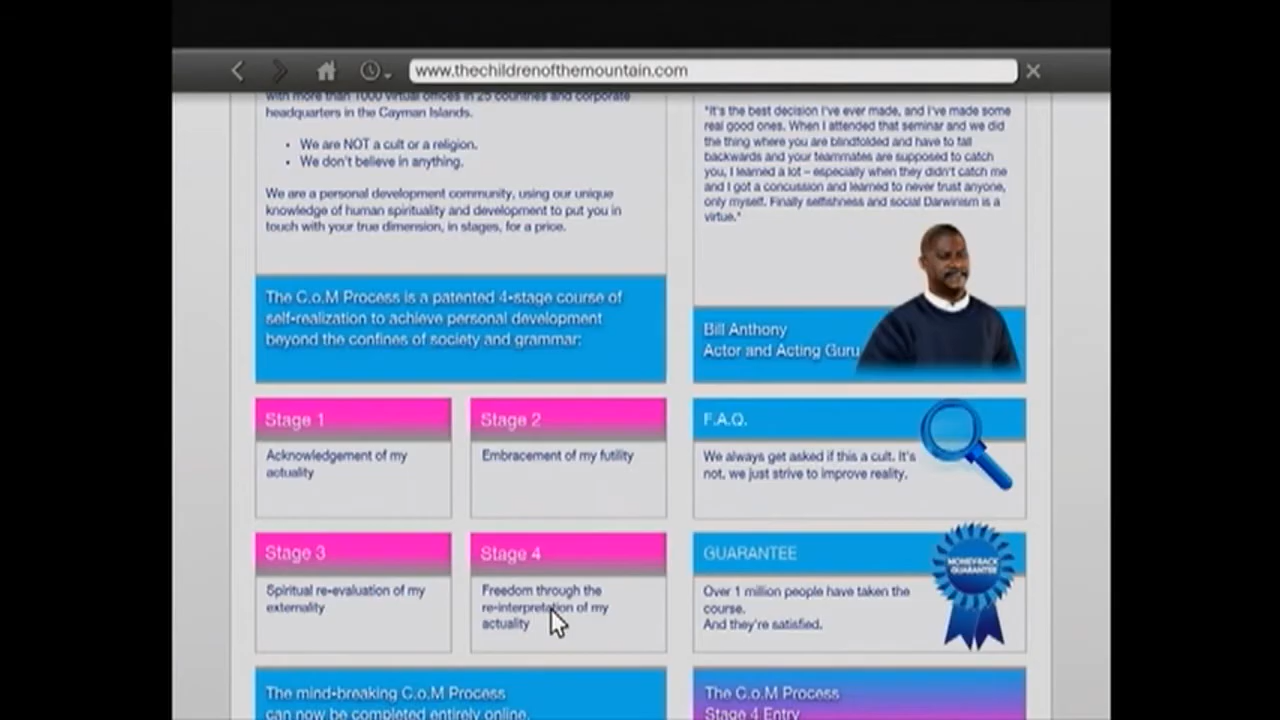 www.thechildrenofthemountain.com
with more than 1000 virtual offices in 25 countries and corporate
headquarters in the Cayman Islands.
• We are NOT a cult or a religion.
• We don't believe in anything.
We are a personal development community, using our unique
knowledge of human spirituality and development to put you in
touch with your true dimension, in stages, for a price.
The C.o.M Process is a patented 4-stage course of
self-realization to achieve personal development
beyond the confines of society and grammar:
Stage 1
Acknowledgement of my
actuality
Stage 2
Embracement of my futility
Stage 3
Spiritual re-evaluation of my
externality
Stage 4
Freedom through the
re-interpretation of my
actuality
The mind-breaking C.o.M Process
can now be completed entirely online.
"It's the best decision I've ever made, and I've made some
real good ones. When I attended that seminar and we did
the thing where you are blindfolded and have to fall
backwards and your teammates are supposed to catch
you, I learned a lot – especially when they didn't catch me
and I got a concussion and learned to never trust anyone,
only myself. Finally selfishness and social Darwinism is a
virtue."
Bill Anthony
Actor and Acting Guru
F.A.Q.
We always get asked if this a cult. It's
not, we just strive to improve reality.
GUARANTEE
MONEY-BACK
GUARANTEE
Over 1 million people have taken the
course.
And they're satisfied.
The C.o.M Process
Stage 4 Entry